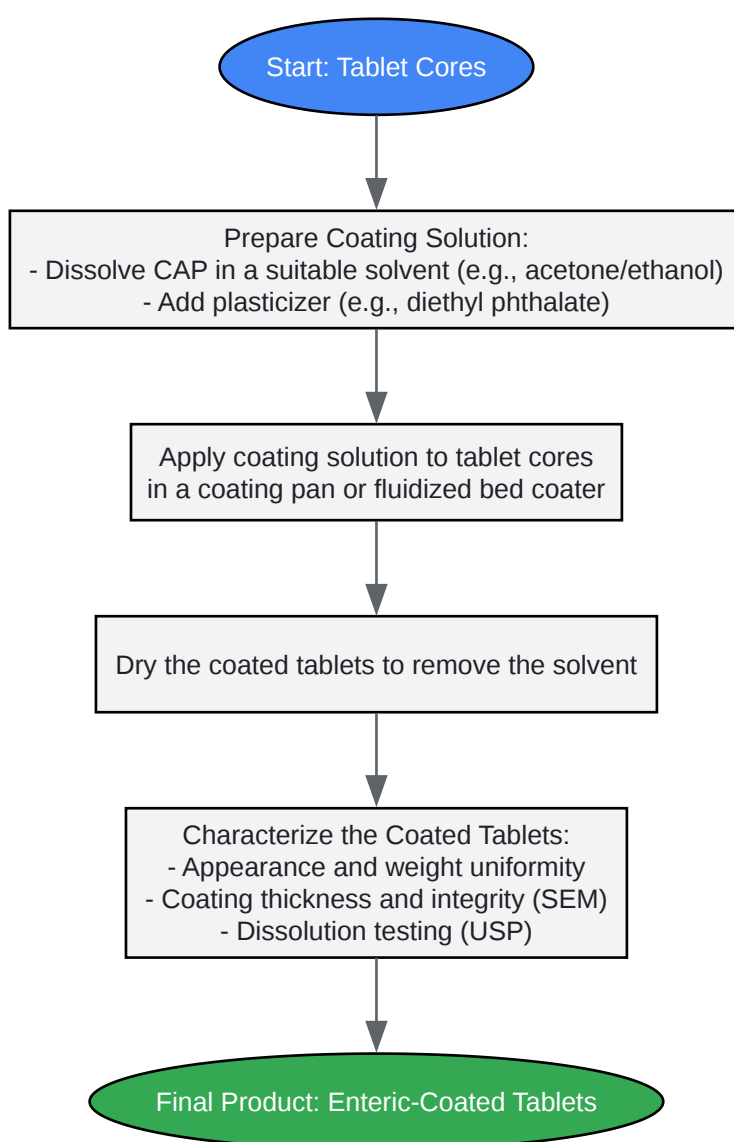 Start: Tablet Cores
Prepare Coating Solution:
- Dissolve CAP in a suitable solvent (e.g., acetone/ethanol)
- Add plasticizer (e.g., diethyl phthalate)
Apply coating solution to tablet cores
in a coating pan or fluidized bed coater
Dry the coated tablets to remove the solvent
Characterize the Coated Tablets:
- Appearance and weight uniformity
- Coating thickness and integrity (SEM)
- Dissolution testing (USP)
Final Product: Enteric-Coated Tablets